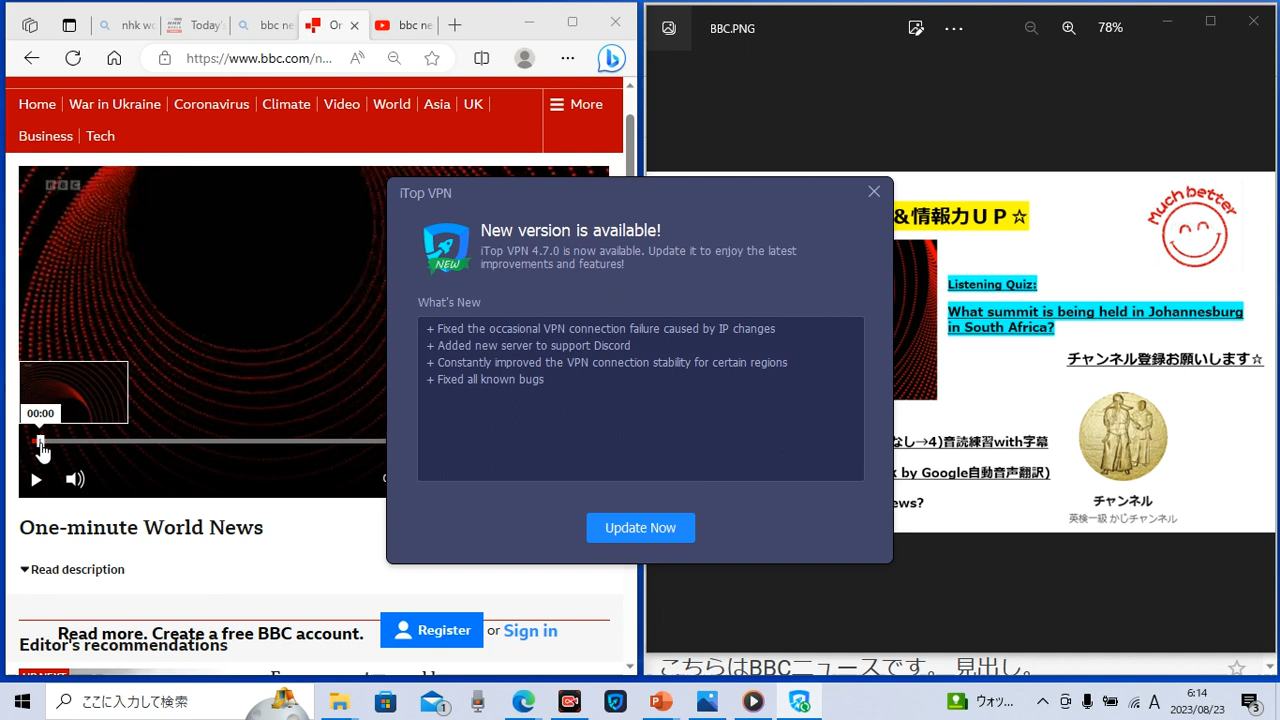 nhk wo
Today's
bbc ne
On
bbc ne
https://www.bbc.com/n...
Home
War in Ukraine
Coronavirus
Climate
Video
World
Asia
UK
More
Business
Tech
BBC
00:00
One-minute World News
Read description
Read more. Create a free BBC account.
Register
or
Sign in
Editor's recommendations
UP NEXT
iTop VPN
NEW
New version is available!
iTop VPN 4.7.0 is now available. Update it to enjoy the latest
improvements and features!
What's New
+ Fixed the occasional VPN connection failure caused by IP changes
+ Added new server to support Discord
+ Constantly improved the VPN connection stability for certain regions
+ Fixed all known bugs
Update Now
BBC.PNG
78%
&情報力UP☆
Much better
Listening Quiz:
What summit is being held in Johannesburg
in South Africa?
チャンネル登録お願いします☆
なし→4)音読練習with字幕
by Google自動音声翻訳)
ews?
チャンネル
英検一級 かじチャンネル
こちらはBBCニュースです。 見出し。
ここに入力して検索
1
ウォッ...
A
6:14
2023/08/23
3